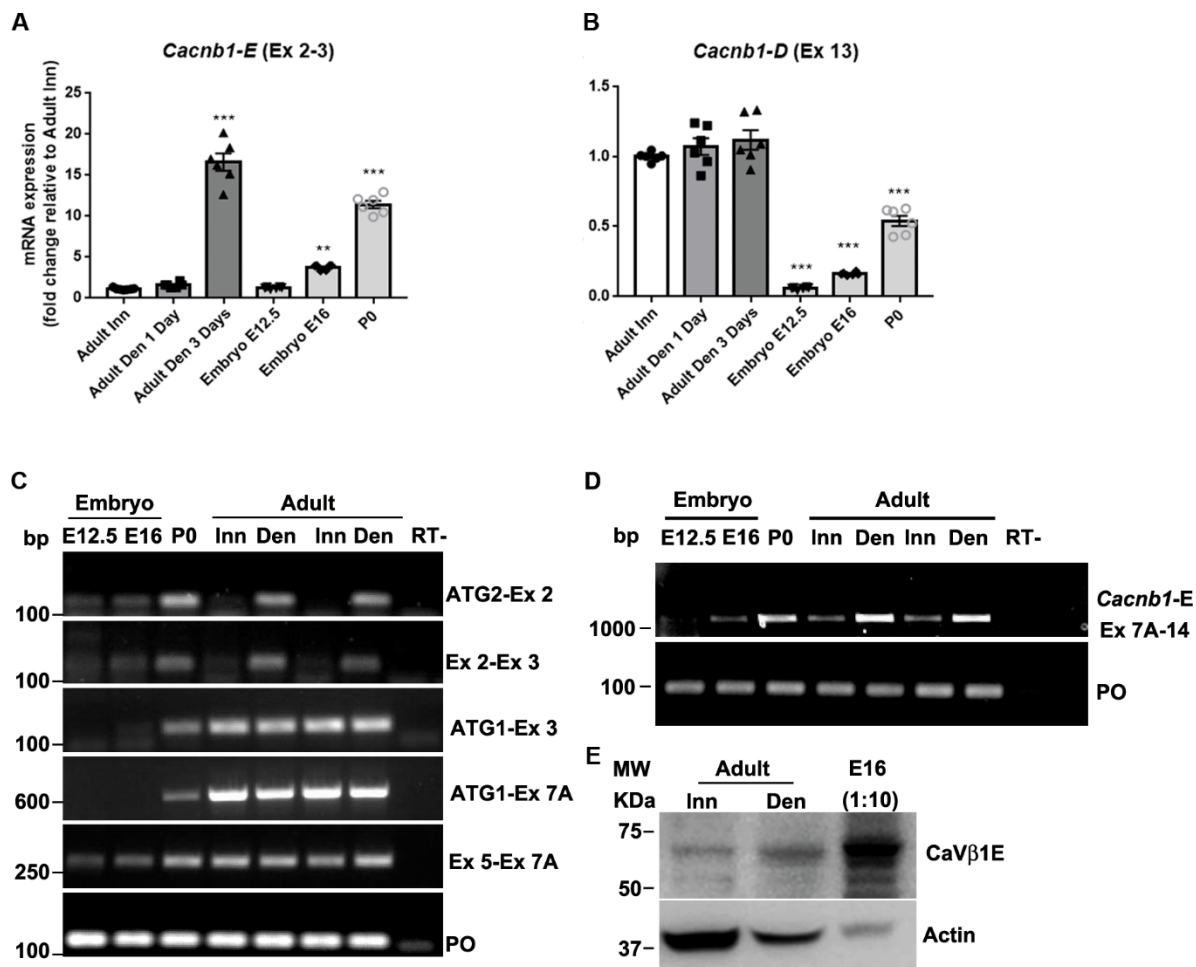 A
Cacnb1-E (Ex 2-3)
mRNA expression
(fold change relative to Adult Inn)
25
20
15
10
5
0
***
**
***
Adult Inn
Adult Den 1 Day
Adult Den 3 Days
Embryo E12.5
Embryo E16
P0
B
Cacnb1-D (Ex 13)
1.5
1.0
0.5
0.0
***
***
***
Adult Inn
Adult Den 1 Day
Adult Den 3 Days
Embryo E12.5
Embryo E16
P0
C
Embryo Adult
bp E12.5 E16 P0 Inn Den Inn Den RT-
100 ATG2-Ex 2
100 Ex 2-Ex 3
100 ATG1-Ex 3
600 ATG1-Ex 7A
250 Ex 5-Ex 7A
100 PO
D
Embryo Adult
bp E12.5 E16 P0 Inn Den Inn Den RT-
1000 Cacnb1-E
Ex 7A-14
100 PO
E
MW Adult E16
KDa Inn Den (1:10)
75
CaVβ1E
50
37 Actin